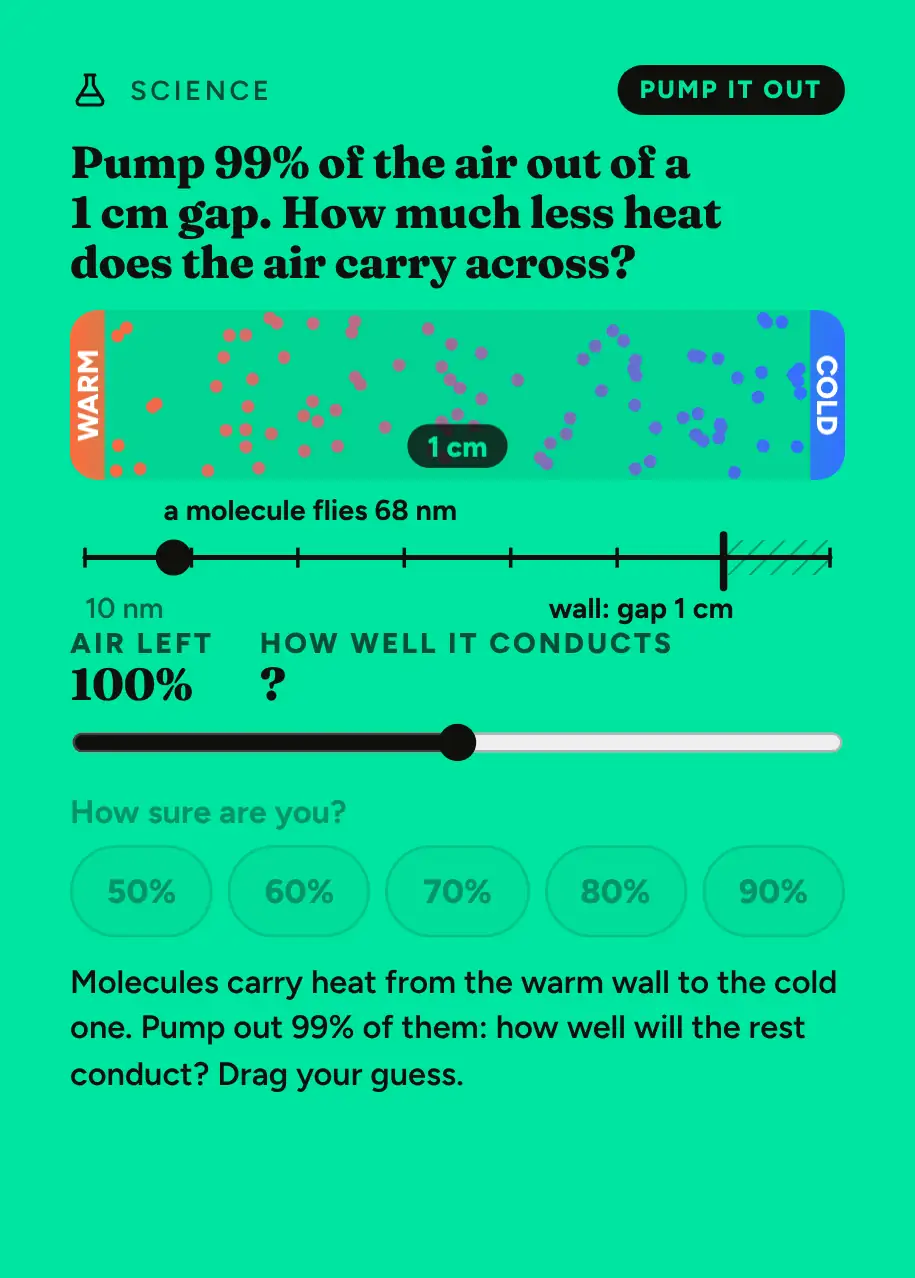 SCIENCE
PUMP IT OUT
Pump 99% of the air out of a
1 cm gap. How much less heat
does the air carry across?
WARM
COLD
1 cm
a molecule flies 68 nm
10 nm
wall: gap 1 cm
AIR LEFT
HOW WELL IT CONDUCTS
100%
?
How sure are you?
50%
60%
70%
80%
90%
Molecules carry heat from the warm wall to the cold
one. Pump out 99% of them: how well will the rest
conduct? Drag your guess.